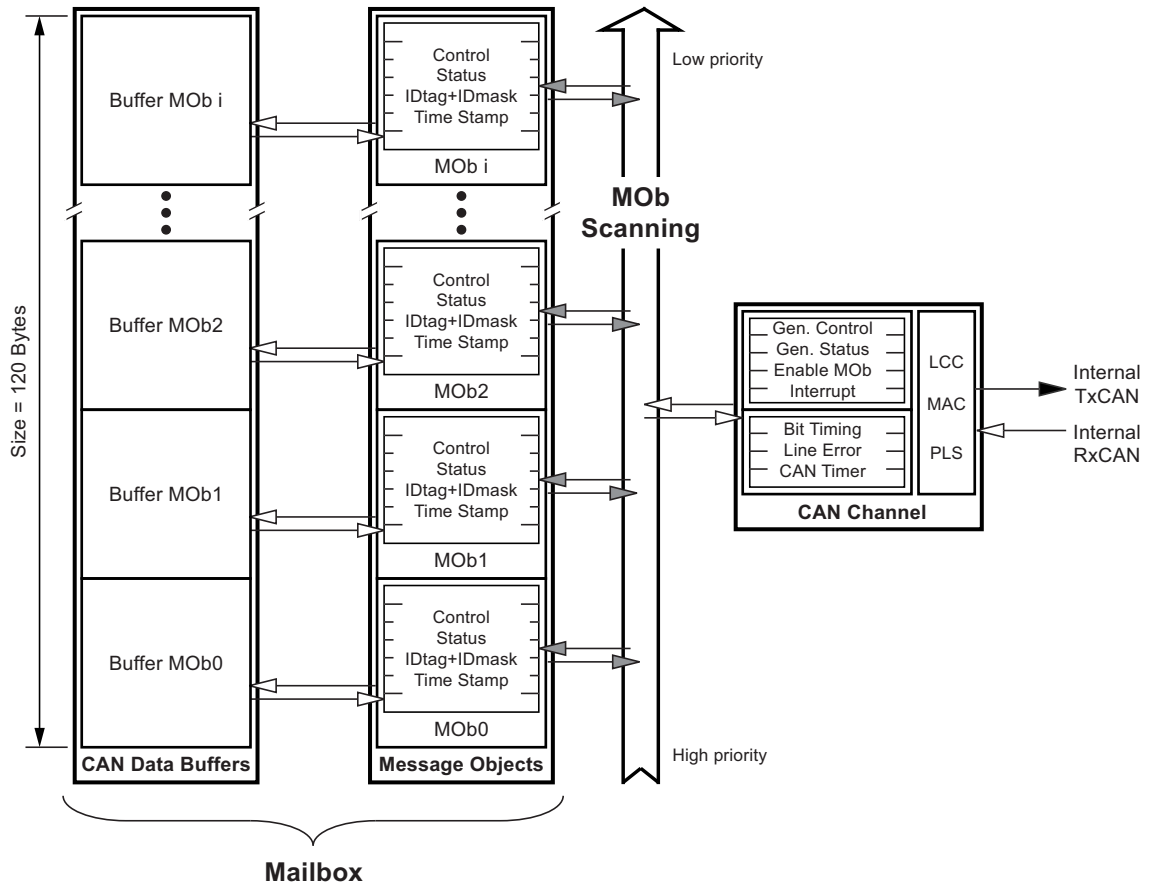 Size = 120 Bytes
Buffer MOb i
Buffer MOb2
Buffer MOb1
Buffer MOb0
CAN Data Buffers
Control
Status
IDtag+IDmask
Time Stamp
MOb i
Control
Status
IDtag+IDmask
Time Stamp
MOb2
Control
Status
IDtag+IDmask
Time Stamp
MOb1
Control
Status
IDtag+IDmask
Time Stamp
MOb0
Message Objects
Mailbox
Low priority
MOb
Scanning
High priority
Gen. Control
Gen. Status
Enable MOb
Interrupt
Bit Timing
Line Error
CAN Timer
LCC
MAC
PLS
CAN Channel
Internal
TxCAN
Internal
RxCAN